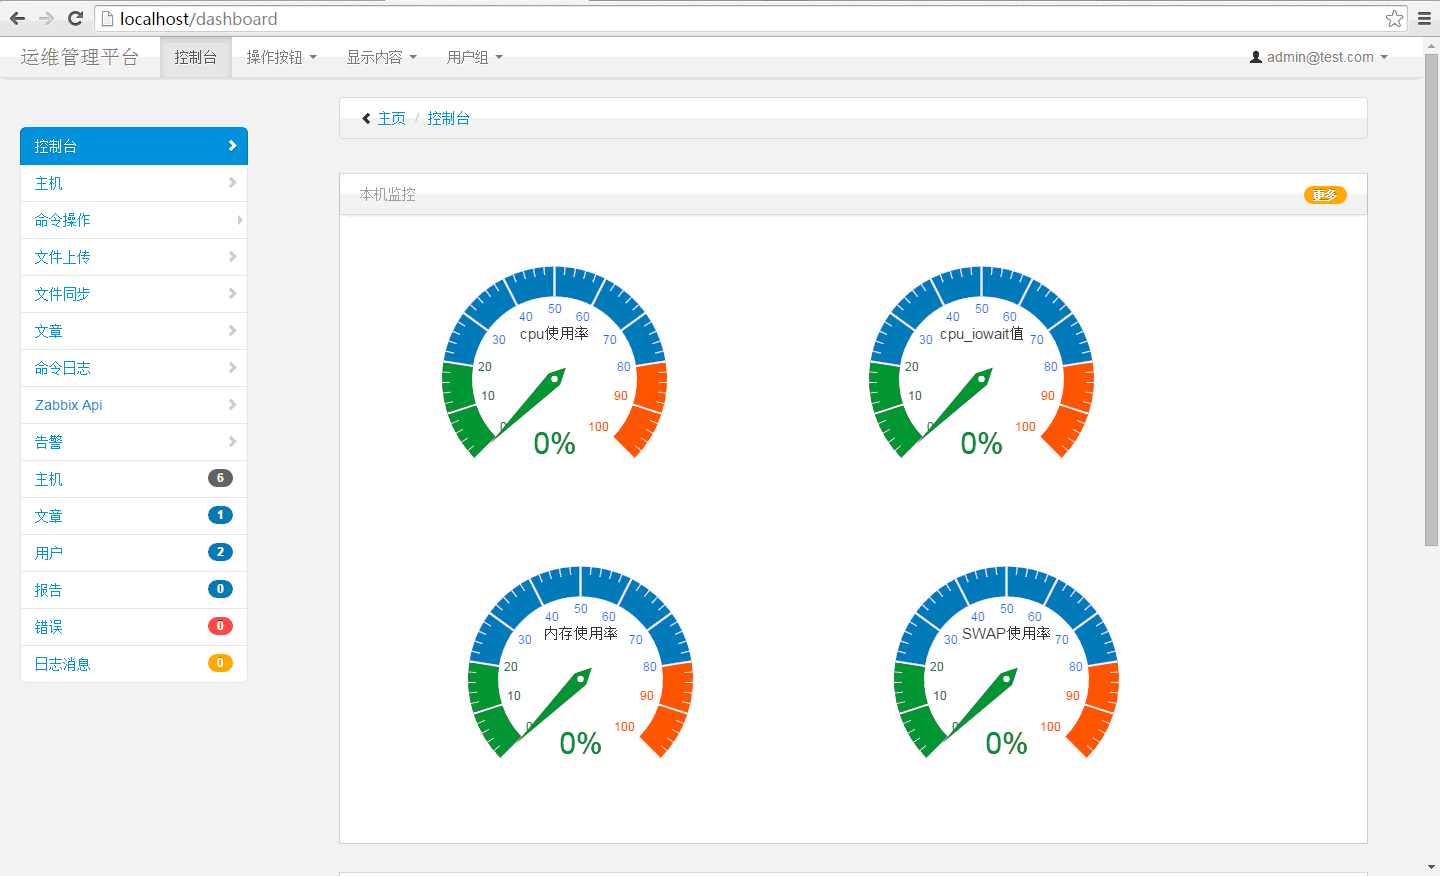 localhost/dashboard
运维管理平台 控制台 操作按钮 显示内容 用户组 admin@test.com
主页 / 控制台
控制台
主机
命令操作
文件上传
文件同步
文章
命令日志
Zabbix Api
告警
主机 6
文章 1
用户 2
报告 0
错误 0
日志消息 0
本机监控 更多
0 10 20 30 40 50 60 70 80 90 100
cpu使用率
0%
0 10 20 30 40 50 60 70 80 90 100
cpu_iowait值
0%
0 10 20 30 40 50 60 70 80 90 100
内存使用率
0%
0 10 20 30 40 50 60 70 80 90 100
SWAP使用率
0%